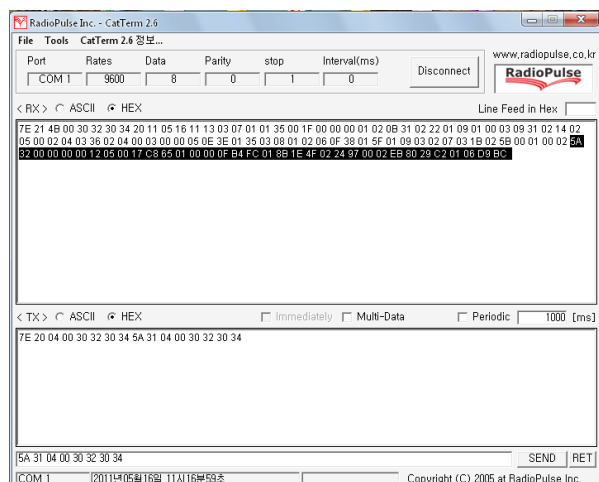 RadioPulse Inc. - CatTerm 2.6
File Tools CatTerm 2.6 정보...
www.radiopulse.co.kr
Port Rates Data Parity stop Interval(ms)
COM 1 9600 8 0 1 0 Disconnect RadioPulse
< RX > ASCII HEX Line Feed in Hex
7E 21 4B 00 30 32 30 34 20 11 05 16 11 13 03 07 01 01 35 00 1F 00 00 00 01 02 0B 31 02 22 01 09 01 00 03 09 31 02 14 02
05 00 02 04 03 36 02 04 00 03 00 00 05 0E 3E 01 35 03 08 01 02 06 0F 38 01 5F 01 09 03 02 07 03 1B 02 5B 00 01 00 02 5A
32 00 00 00 00 12 05 00 17 C8 65 01 00 00 0F B4 FC 01 8B 1E 4F 02 24 97 00 02 EB 80 29 C2 01 06 D9 BC
< TX > ASCII HEX Immediately Multi-Data Periodic 1000 [ms]
7E 20 04 00 30 32 30 34 5A 31 04 00 30 32 30 34
5A 31 04 00 30 32 30 34 SEND RET
COM 1 2011년05월16일 11시16분59초 Copyright (C) 2005 at RadioPulse Inc.